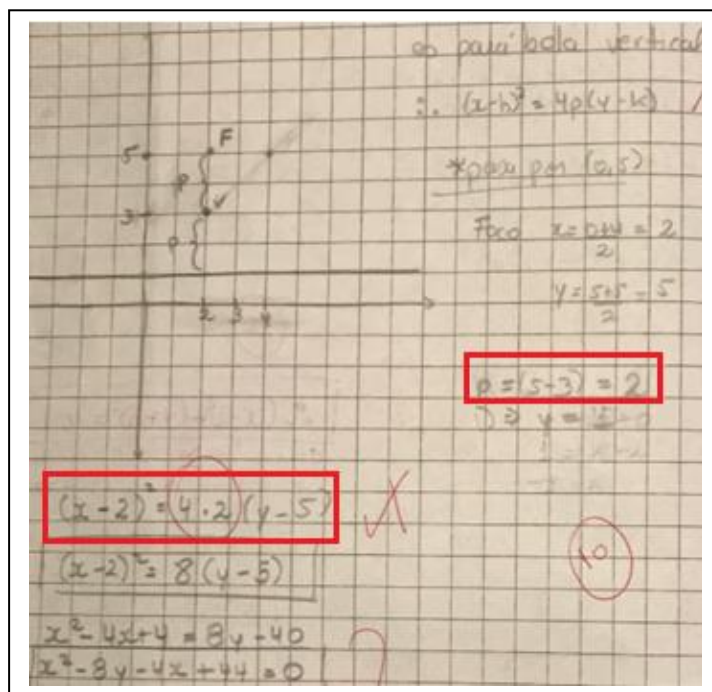 parábola vertical
∴ (x-h)² = 4p(y-k)
*pasa por (0,5)
Foco x = 0+4/2 = 2
y = 5+5/2 = 5
5
F
p
3
V
p
2 3 4
p = (5-3) = 2
(x-2)² = 4·2(y-5)
(x-2)² = 8(y-5)
10
x²-4x+4 = 8y-40
x²-8y-4x+44=0